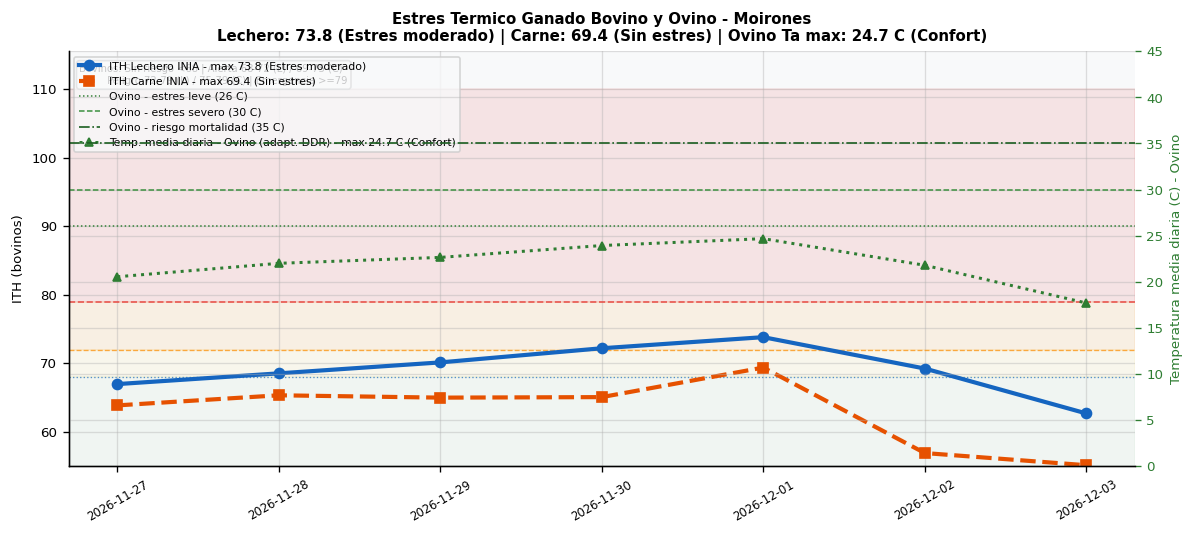 Estres Termico Ganado Bovino y Ovino - Moirones
Lechero: 73.8 (Estres moderado) | Carne: 69.4 (Sin estres) | Ovino Ta max: 24.7 C (Confort)
ITH Lechero INIA - max 73.8 (Estres moderado)
ITH Carne INIA - max 69.4 (Sin estres)
>=79
Ovino - estres leve (26 C)
Ovino - estres severo (30 C)
Ovino - riesgo mortalidad (35 C)
Temp. media diaria - Ovino (adapt. DDR) - max 24.7 C (Confort)
ITH (bovinos)
110
100
90
80
70
60
45
40
35
30
25
20
15
10
5
0
Temperatura media diaria (C) - Ovino
2026-11-27
2026-11-28
2026-11-29
2026-11-30
2026-12-01
2026-12-02
2026-12-03